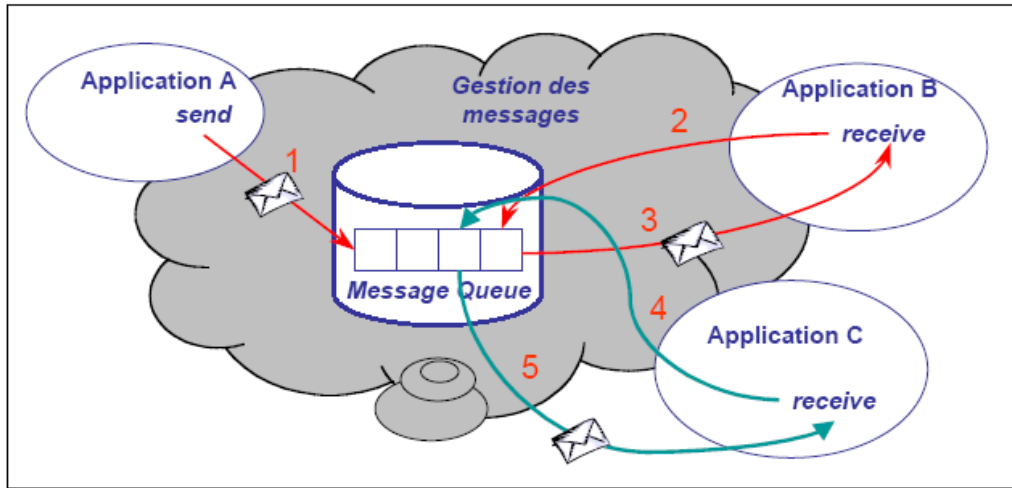 Application A
send
1
Gestion des
messages
Message Queue
2
Application B
receive
3
4
Application C
receive
5